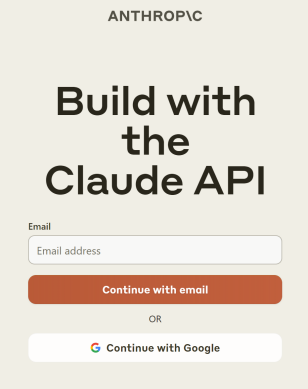 ANTHROP\C
Build with
the
Claude API
Email
Email address
Continue with email
OR
Continue with Google